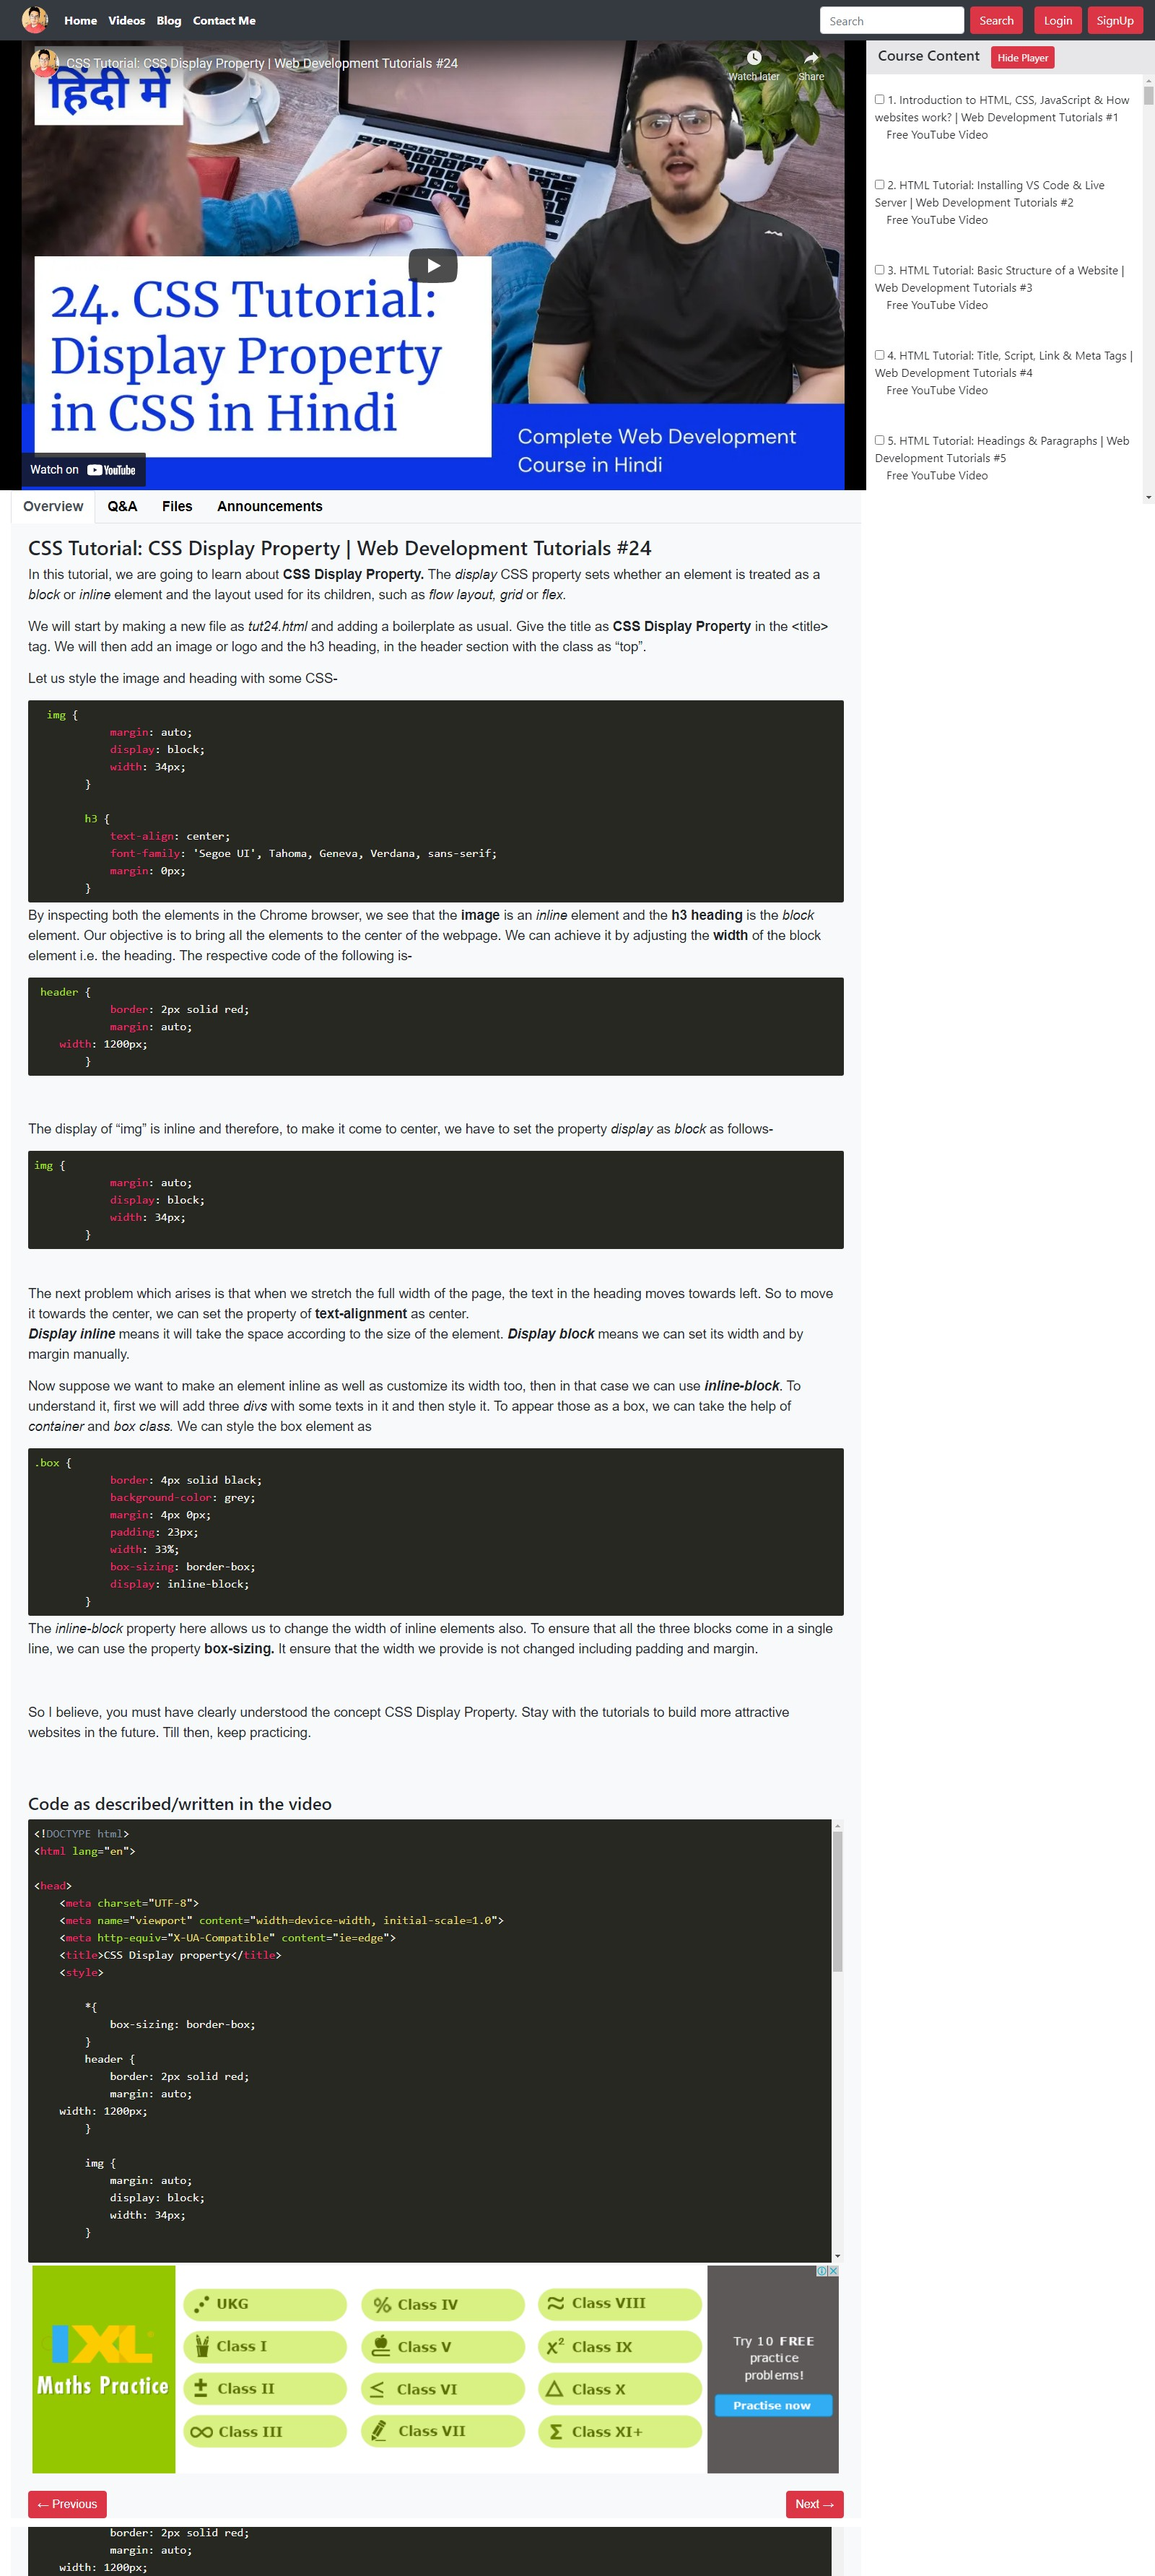 Home Videos Blog Contact Me
Search Search Login SignUp
CSS Tutorial: CSS Display Property | Web Development Tutorials #24
Watch later Share
हिंदी में
24. CSS Tutorial:
Display Property
in CSS in Hindi
Complete Web Development
Course in Hindi
Watch on YouTube
Course Content Hide Player
1. Introduction to HTML, CSS, JavaScript & How
websites work? | Web Development Tutorials #1
Free YouTube Video
2. HTML Tutorial: Installing VS Code & Live
Server | Web Development Tutorials #2
Free YouTube Video
3. HTML Tutorial: Basic Structure of a Website |
Web Development Tutorials #3
Free YouTube Video
4. HTML Tutorial: Title, Script, Link & Meta Tags |
Web Development Tutorials #4
Free YouTube Video
5. HTML Tutorial: Headings & Paragraphs | Web
Development Tutorials #5
Free YouTube Video
Overview Q&A Files Announcements
CSS Tutorial: CSS Display Property | Web Development Tutorials #24
In this tutorial, we are going to learn about CSS Display Property. The display CSS property sets whether an element is treated as a
block or inline element and the layout used for its children, such as flow layout, grid or flex.
We will start by making a new file as tut24.html and adding a boilerplate as usual. Give the title as CSS Display Property in the <title>
tag. We will then add an image or logo and the h3 heading, in the header section with the class as “top”.
Let us style the image and heading with some CSS-
img {
margin: auto;
display: block;
width: 34px;
}
h3 {
text-align: center;
font-family: 'Segoe UI', Tahoma, Geneva, Verdana, sans-serif;
margin: 0px;
}
By inspecting both the elements in the Chrome browser, we see that the image is an inline element and the h3 heading is the block
element. Our objective is to bring all the elements to the center of the webpage. We can achieve it by adjusting the width of the block
element i.e. the heading. The respective code of the following is-
header {
border: 2px solid red;
margin: auto;
width: 1200px;
}
The display of “img” is inline and therefore, to make it come to center, we have to set the property display as block as follows-
img {
margin: auto;
display: block;
width: 34px;
}
The next problem which arises is that when we stretch the full width of the page, the text in the heading moves towards left. So to move
it towards the center, we can set the property of text-alignment as center.
Display inline means it will take the space according to the size of the element. Display block means we can set its width and by
margin manually.
Now suppose we want to make an element inline as well as customize its width too, then in that case we can use inline-block. To
understand it, first we will add three divs with some texts in it and then style it. To appear those as a box, we can take the help of
container and box class. We can style the box element as
.box {
border: 4px solid black;
background-color: grey;
margin: 4px 0px;
padding: 23px;
width: 33%;
box-sizing: border-box;
display: inline-block;
}
The inline-block property here allows us to change the width of inline elements also. To ensure that all the three blocks come in a single
line, we can use the property box-sizing. It ensure that the width we provide is not changed including padding and margin.
So I believe, you must have clearly understood the concept CSS Display Property. Stay with the tutorials to build more attractive
websites in the future. Till then, keep practicing.
Code as described/written in the video
<!DOCTYPE html>
<html lang="en">
<head>
<meta charset="UTF-8">
<meta name="viewport" content="width=device-width, initial-scale=1.0">
<meta http-equiv="X-UA-Compatible" content="ie=edge">
<title>CSS Display property</title>
<style>
*{
box-sizing: border-box;
}
header {
border: 2px solid red;
margin: auto;
width: 1200px;
}
img {
margin: auto;
display: block;
width: 34px;
}
IXL
Maths Practice
UKG % Class IV ≈ Class VIII
Class I Class V x² Class IX
± Class II ≤ Class VI △ Class X
∞ Class III Class VII Σ Class XI+
Try 10 FREE
practice
problems!
Practise now
← Previous Next →
border: 2px solid red;
margin: auto;
width: 1200px;